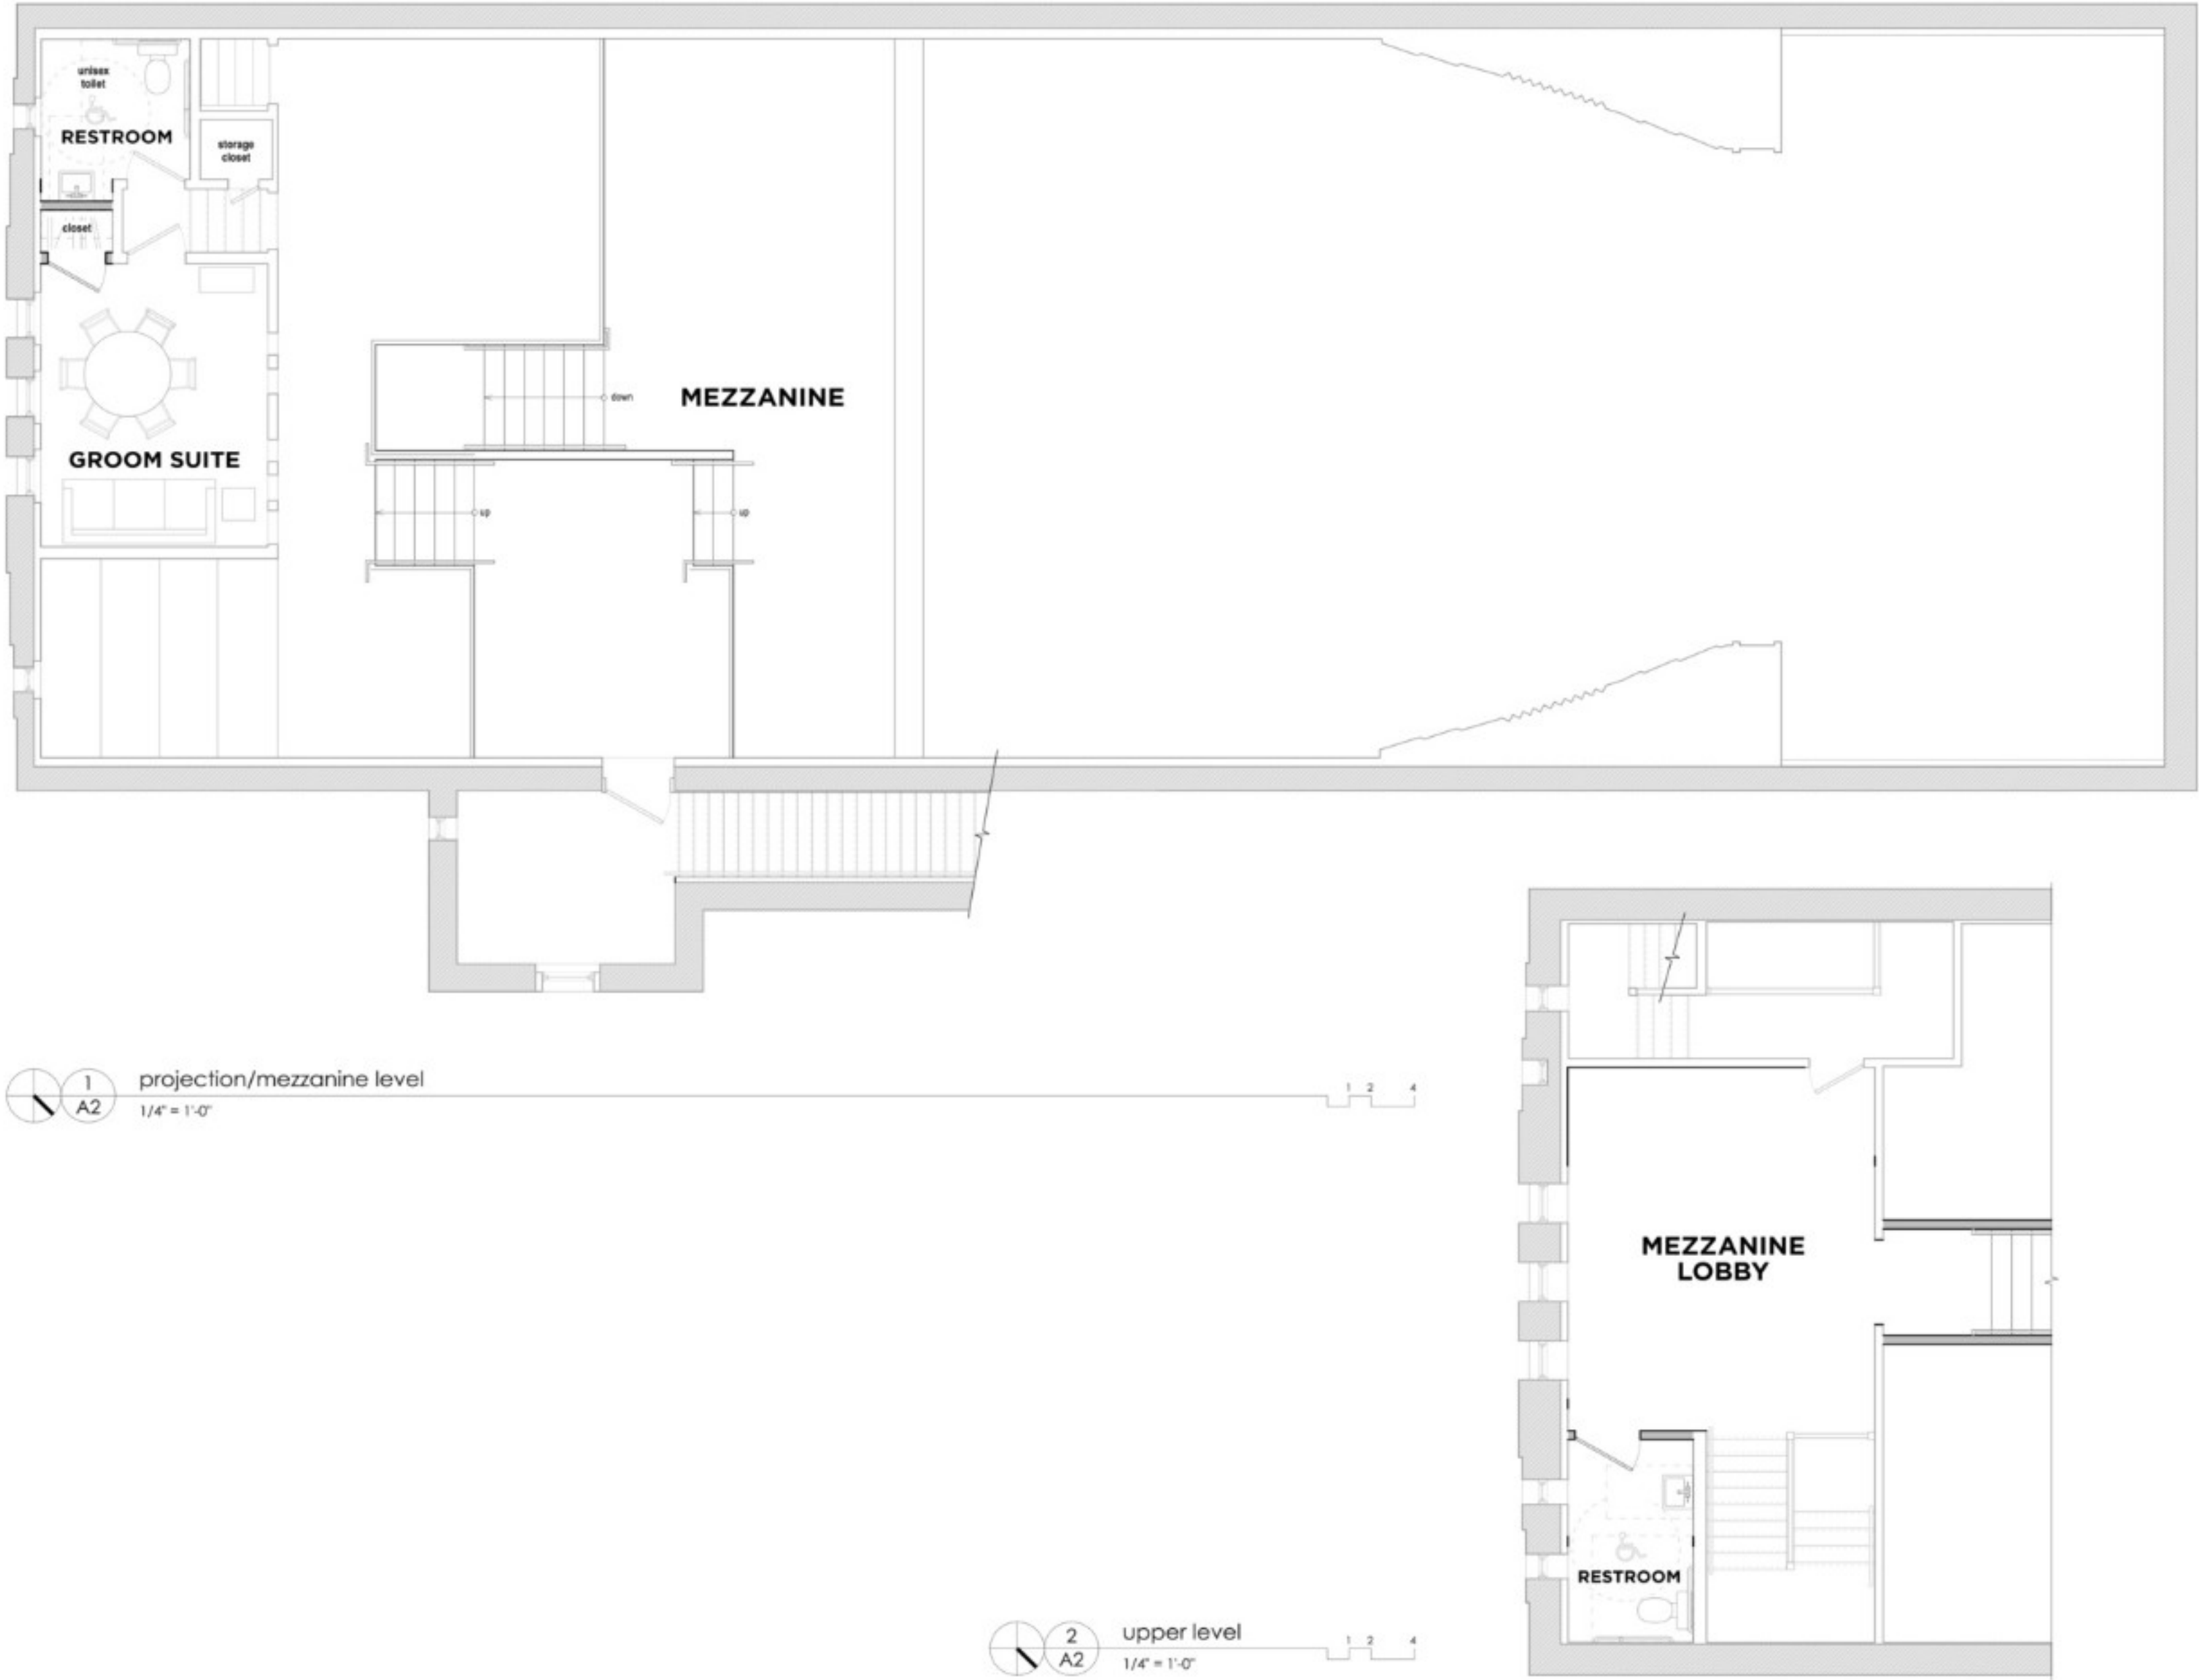 unisex
toilet
RESTROOM
storage
closet
closet
GROOM SUITE
down
MEZZANINE
up
up
1
A2
projection/mezzanine level
1/4" = 1'-0"
1 2 4
MEZZANINE
LOBBY
RESTROOM
2
A2
upper level
1/4" = 1'-0"
1 2 4